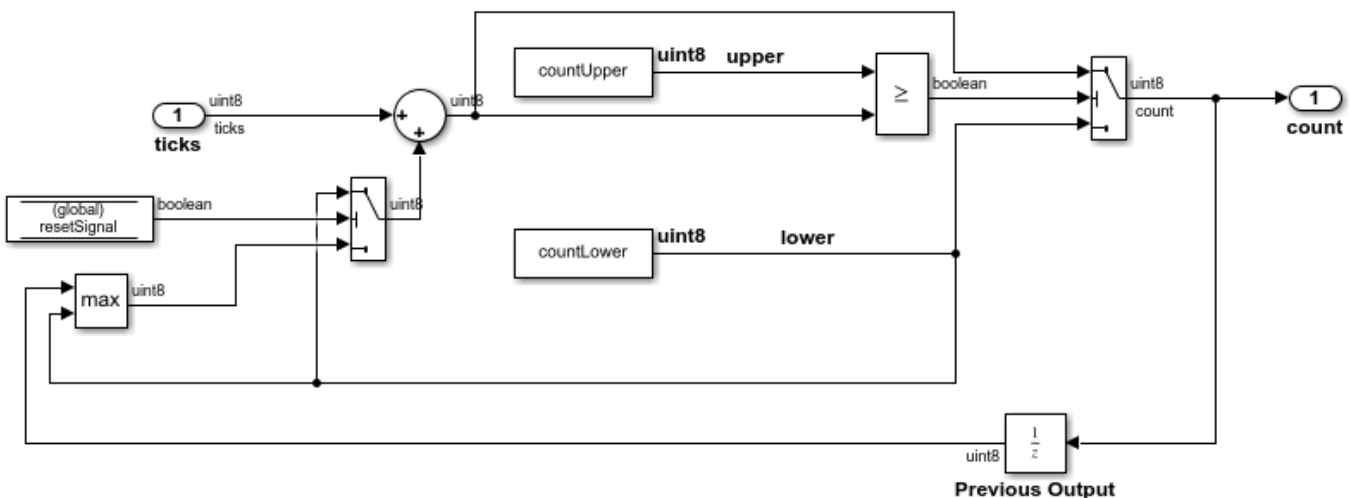 uint8 upper
countUpper
≥
boolean
uint8
count
1
count
uint8
1
ticks
ticks
uint8
+
+
(global)
resetSignal
boolean
uint8
uint8 lower
countLower
max
uint8
1
z
uint8
Previous Output